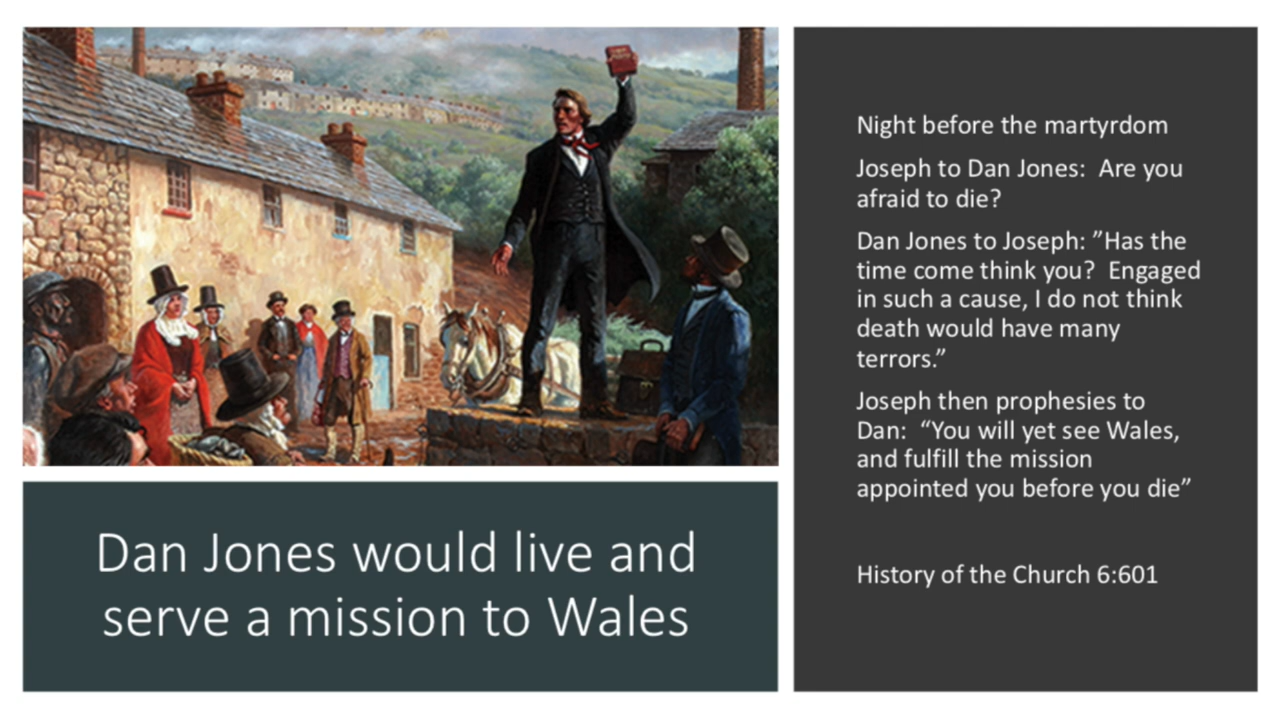 Night before the martyrdom
Joseph to Dan Jones:  Are you
afraid to die?
Dan Jones to Joseph: ”Has the
time come think you?  Engaged
in such a cause, I do not think
death would have many
terrors.”
Joseph then prophesies to
Dan:  “You will yet see Wales,
and fulfill the mission
appointed you before you die”
History of the Church 6:601
Dan Jones would live and
serve a mission to Wales